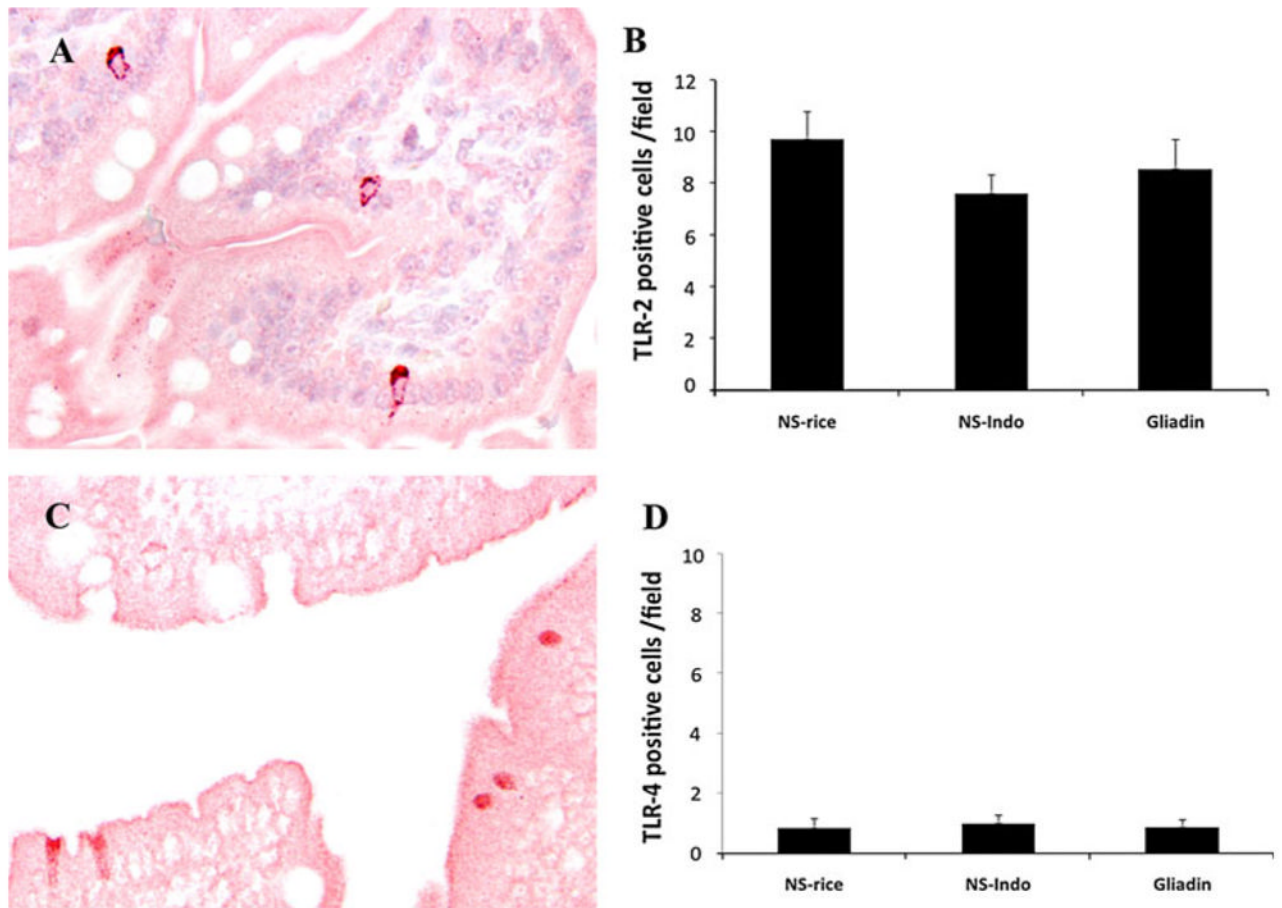 A
B
TLR-2 positive cells /field
12
10
8
6
4
2
0
NS-rice NS-Indo Gliadin
C
D
TLR-4 positive cells /field
10
8
6
4
2
0
NS-rice NS-Indo Gliadin